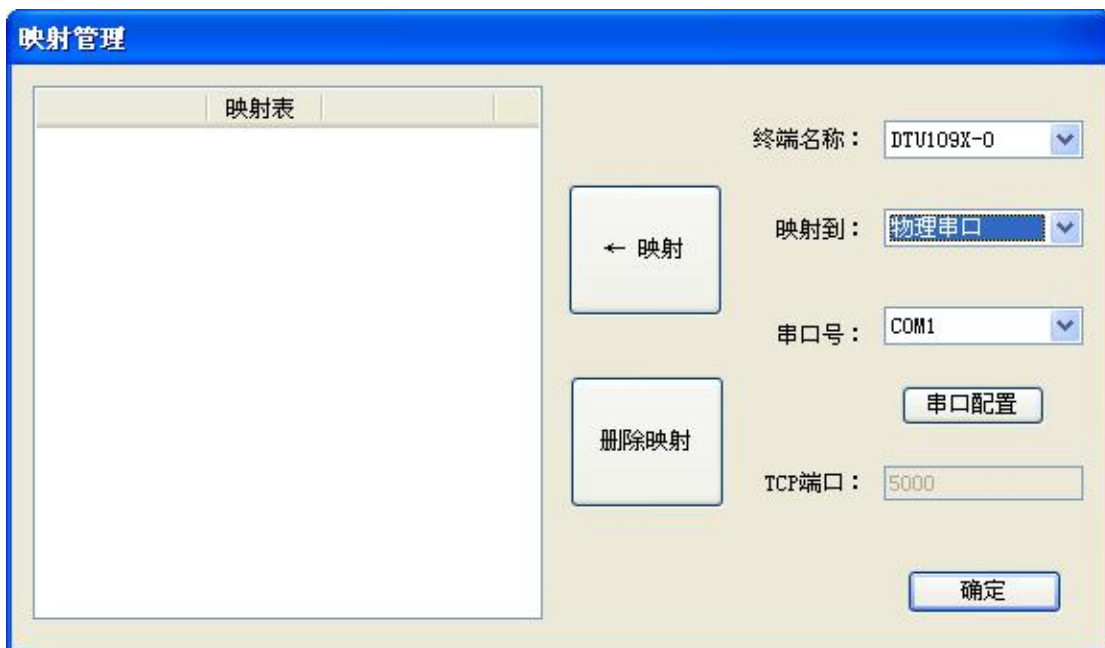 映射管理
映射表
终端名称： DTU109X-0
← 映射
映射到： 物理串口
串口号： COM1
串口配置
删除映射
TCP端口： 5000
确定